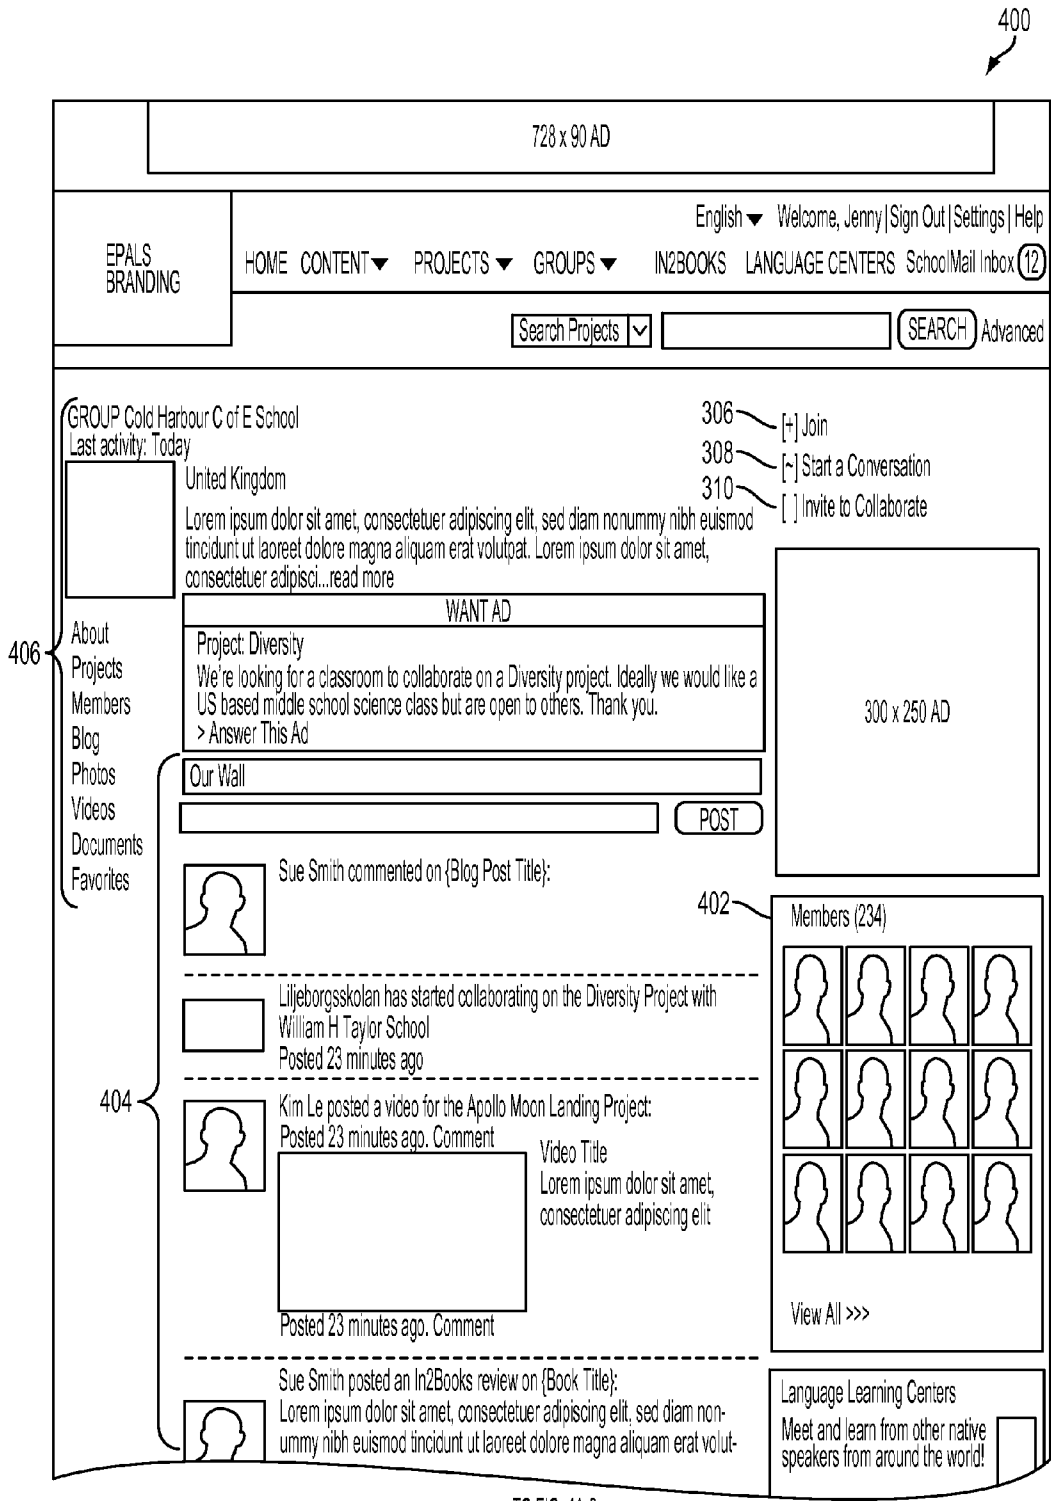 400
728 x 90 AD
English Welcome, Jenny | Sign Out | Settings | Help
EPALS
BRANDING
HOME CONTENT PROJECTS GROUPS IN2BOOKS LANGUAGE CENTERS SchoolMail Inbox 12
Search Projects SEARCH Advanced
GROUP Cold Harbour C of E School
Last activity: Today
306 [+] Join
308 [~] Start a Conversation
310 [ ] Invite to Collaborate
United Kingdom
Lorem ipsum dolor sit amet, consectetuer adipiscing elit, sed diam nonummy nibh euismod
tincidunt ut laoreet dolore magna aliquam erat volutpat. Lorem ipsum dolor sit amet,
consectetuer adipisci...read more
406
About
Projects
Members
Blog
Photos
Videos
Documents
Favorites
WANT AD
Project: Diversity
We're looking for a classroom to collaborate on a Diversity project. Ideally we would like a
US based middle school science class but are open to others. Thank you.
> Answer This Ad
300 x 250 AD
Our Wall
POST
404
Sue Smith commented on {Blog Post Title}:
Liljeborgsskolan has started collaborating on the Diversity Project with
William H Taylor School
Posted 23 minutes ago
Kim Le posted a video for the Apollo Moon Landing Project:
Posted 23 minutes ago. Comment
Video Title
Lorem ipsum dolor sit amet,
consectetuer adipiscing elit
Posted 23 minutes ago. Comment
Sue Smith posted an In2Books review on {Book Title}:
Lorem ipsum dolor sit amet, consectetuer adipiscing elit, sed diam non-
ummy nibh euismod tincidunt ut laoreet dolore magna aliquam erat volut-
402
Members (234)
View All >>>
Language Learning Centers
Meet and learn from other native
speakers from around the world!